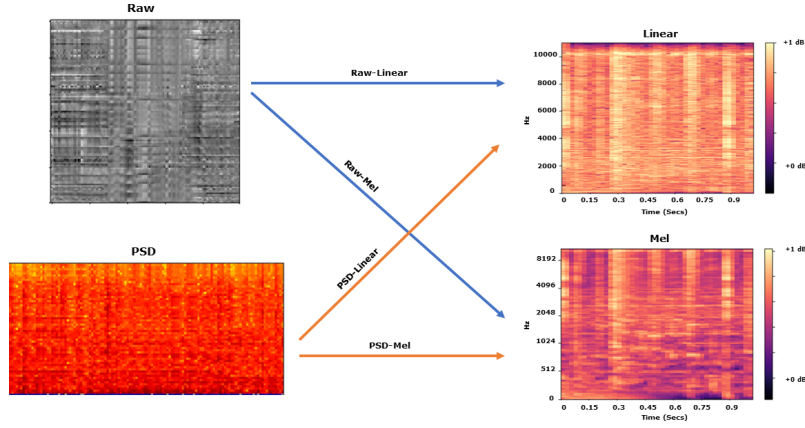 Raw
Linear
+1 dB
10000
8000
6000
Hz
4000
2000
0
+0 dB
0 0.15 0.3 0.45 0.6 0.75 0.9
Time (Secs)
Raw-Linear
Raw-Mel
PSD-Linear
PSD-Mel
PSD
Mel
+1 dB
8192
4096
2048
Hz
1024
512
0
+0 dB
0 0.15 0.3 0.45 0.6 0.75 0.9
Time (Secs)